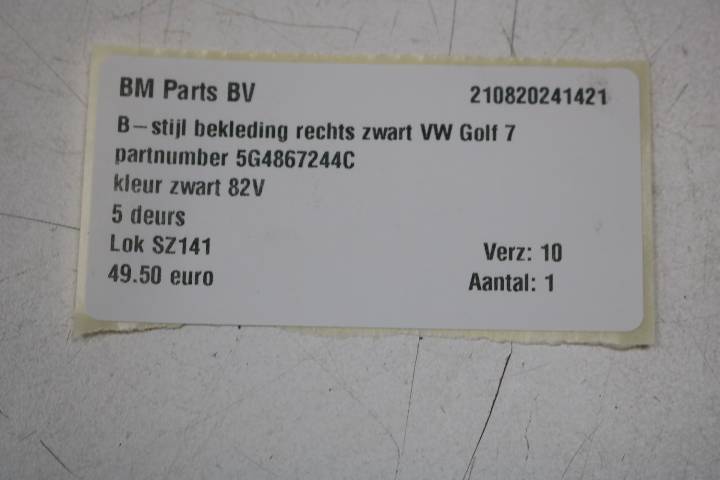 BM Parts BV 210820241421
B-stijl bekleding rechts zwart VW Golf 7
partnumber 5G4867244C
kleur zwart 82V
5 deurs
Lok SZ141 Verz: 10
49.50 euro Aantal: 1